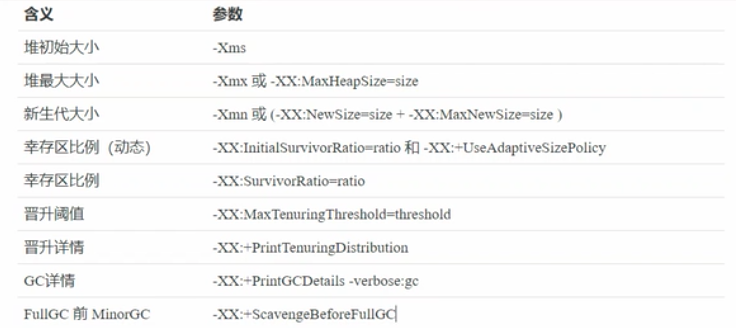 含义 参数
堆初始大小 -Xms
堆最大大小 -Xmx 或 -XX:MaxHeapSize=size
新生代大小 -Xmn 或 (-XX:NewSize=size + -XX:MaxNewSize=size )
幸存区比例（动态） -XX:InitialSurvivorRatio=ratio 和 -XX:+UseAdaptiveSizePolicy
幸存区比例 -XX:SurvivorRatio=ratio
晋升阈值 -XX:MaxTenuringThreshold=threshold
晋升详情 -XX:+PrintTenuringDistribution
GC详情 -XX:+PrintGCDetails -verbose:gc
FullGC 前 MinorGC -XX:+ScavengeBeforeFullGC